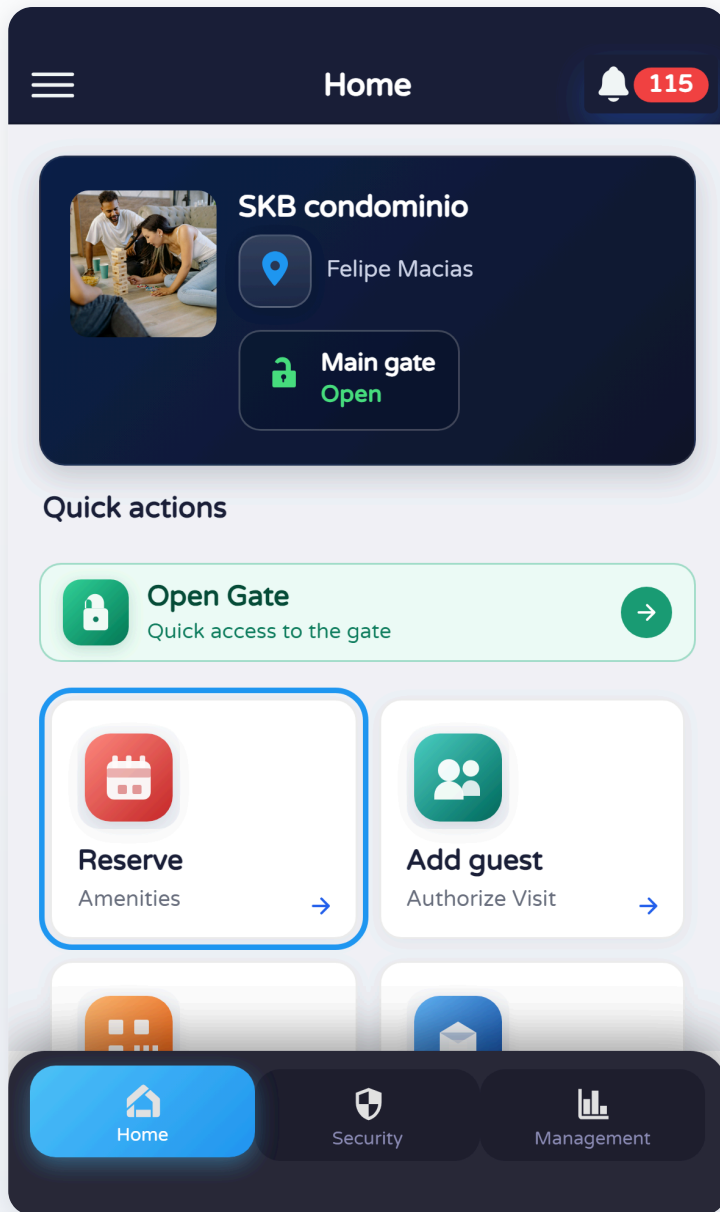 Home
115
SKB condominio
Felipe Macias
Main gate
Open
Quick actions
Open Gate
Quick access to the gate
Reserve
Amenities
Add guest
Authorize Visit
Home
Security
Management